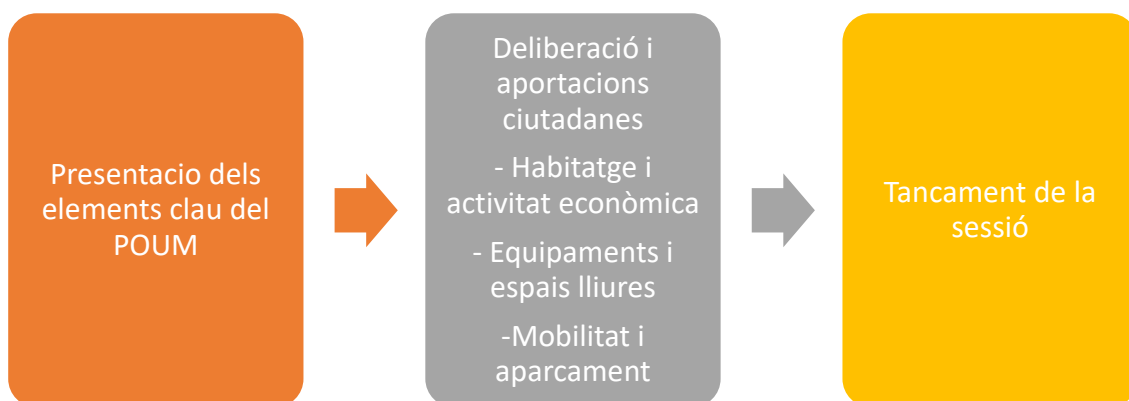 Presentacio dels
elements clau del
POUM
Deliberació i
aportacions
ciutadanes
- Habitatge i
activitat econòmica
- Equipaments i
espais lliures
-Mobilitat i
aparcament
Tancament de la
sessió